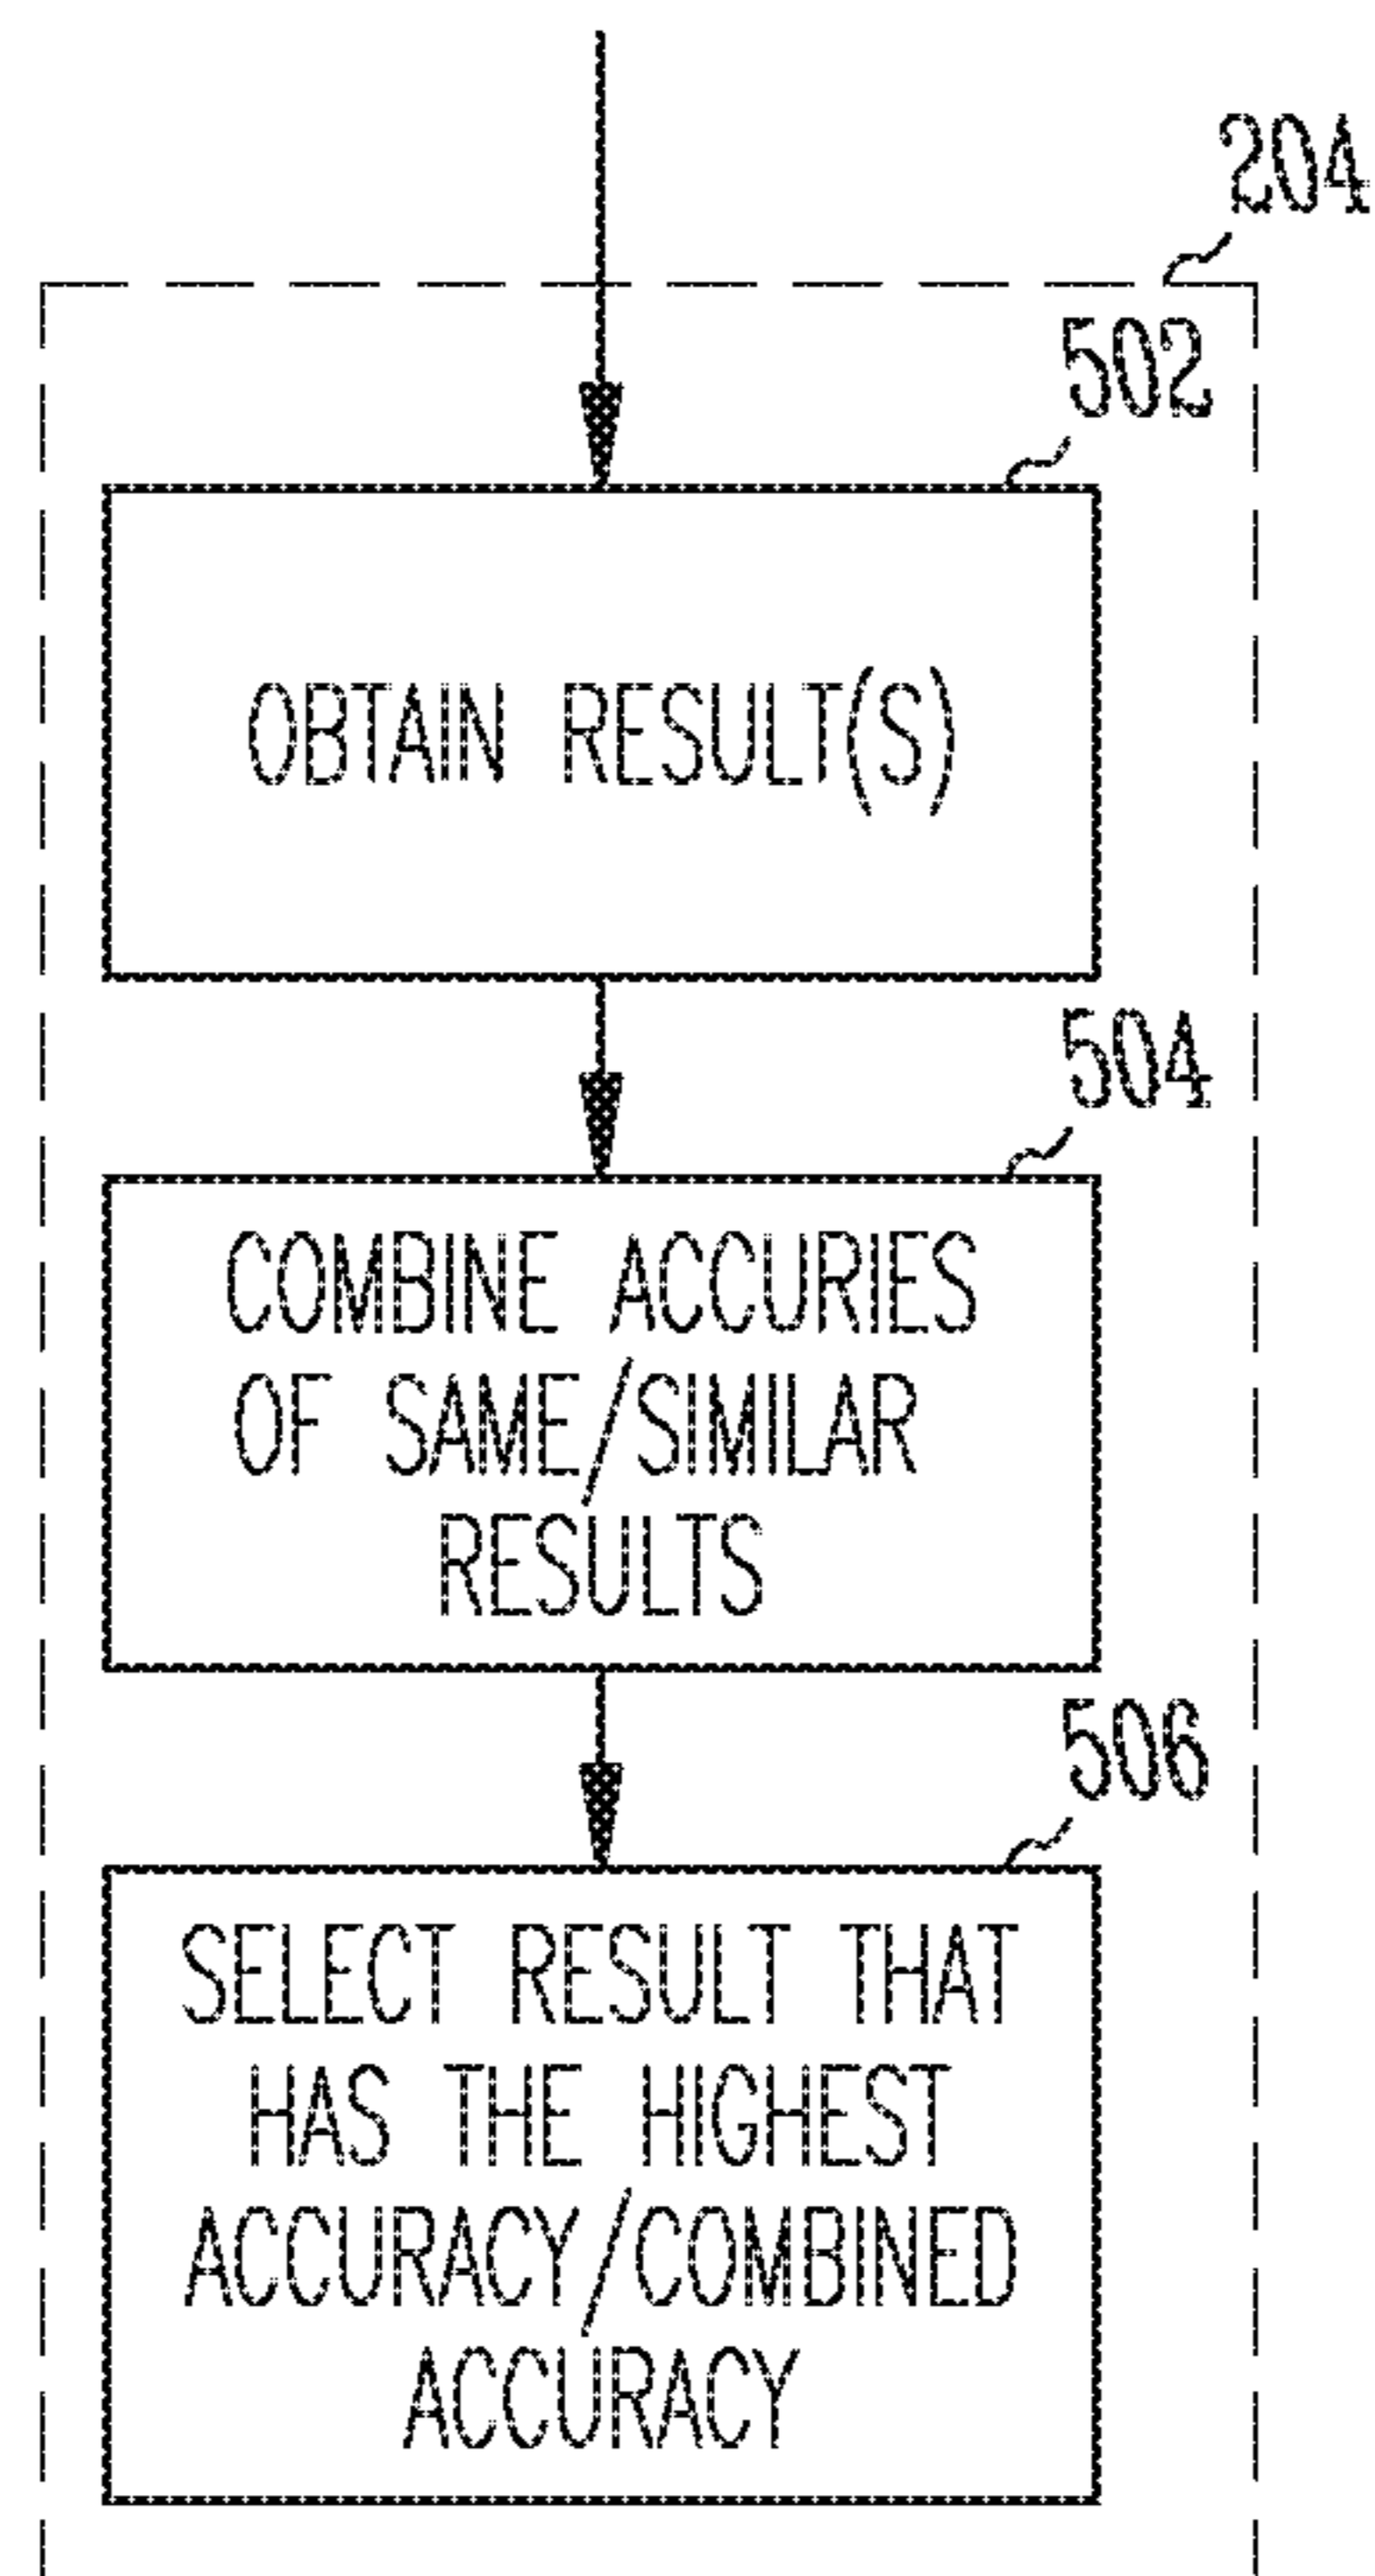 204
502
OBTAIN RESULT(S)
504
COMBINE ACCURIES
OF SAME/SIMILAR
RESULTS
506
SELECT RESULT THAT
HAS THE HIGHEST
ACCURACY/COMBINED
ACCURACY